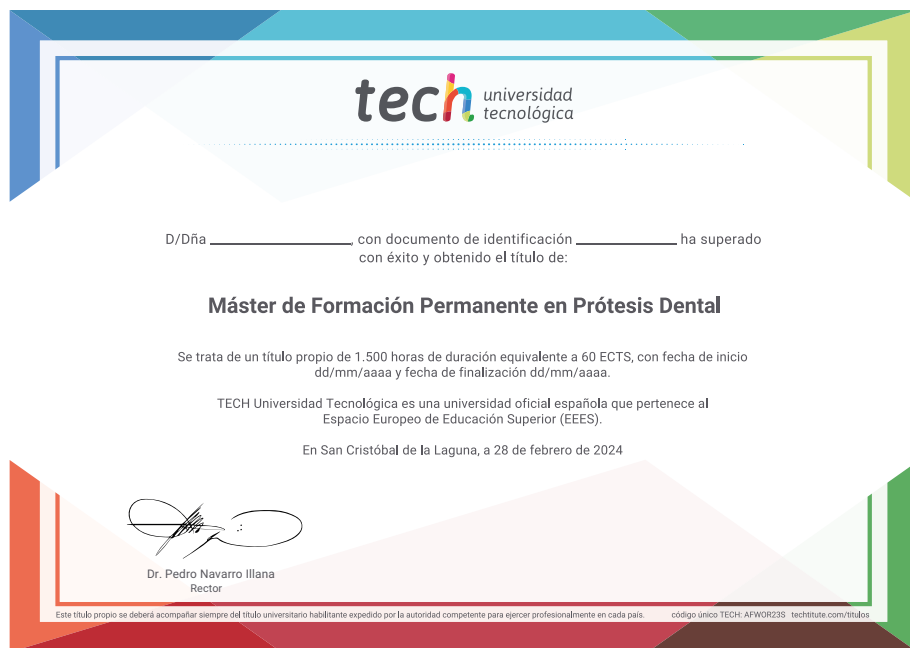 tech universidad
tecnológica
D/Dña ____________________, con documento de identificación ______________ ha superado
con éxito y obtenido el título de:
Máster de Formación Permanente en Prótesis Dental
Se trata de un título propio de 1.500 horas de duración equivalente a 60 ECTS, con fecha de inicio
dd/mm/aaaa y fecha de finalización dd/mm/aaaa.
TECH Universidad Tecnológica es una universidad oficial española que pertenece al
Espacio Europeo de Educación Superior (EEES).
En San Cristóbal de la Laguna, a 28 de febrero de 2024
Dr. Pedro Navarro Illana
Rector
Este título propio se deberá acompañar siempre del título universitario habilitante expedido por la autoridad competente para ejercer profesionalmente en cada país. código único TECH: AFWOR23S techtitute.com/titulos